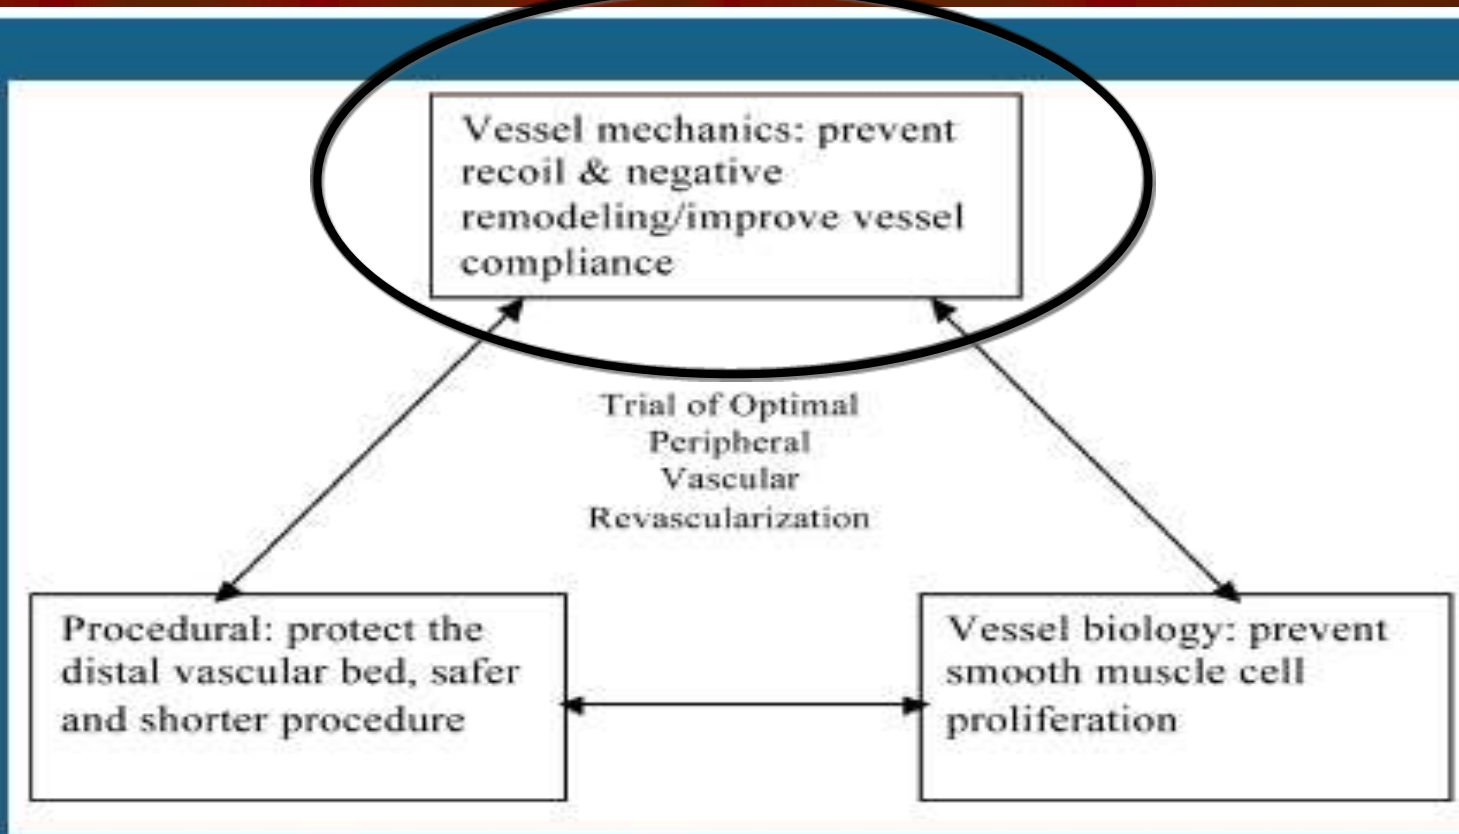 Vessel mechanics: prevent
recoil & negative
remodeling/improve vessel
compliance
Trial of Optimal
Peripheral
Vascular
Revascularization
Procedural: protect the
distal vascular bed, safer
and shorter procedure
Vessel biology: prevent
smooth muscle cell
proliferation